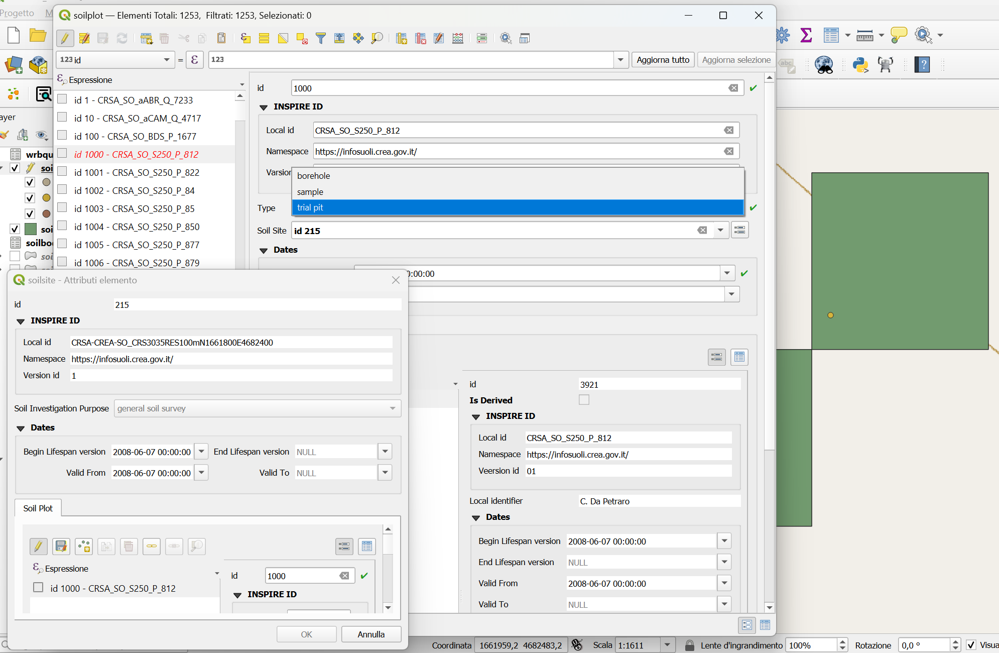 Progetto
soilplot — Elementi Totali: 1253, Filtrati: 1253, Selezionati: 0
123 id
=
ε
123
Aggiorna tutto
Aggiorna selezione
abc
Espressione
id 1 - CRSA_SO_aABR_Q_7233
id 10 - CRSA_SO_aCAM_Q_4717
id 100 - CRSA_SO_BDS_P_1677
id 1000 - CRSA_SO_S250_P_812
id 1001 - CRSA_SO_S250_P_822
id 1002 - CRSA_SO_S250_P_84
id 1003 - CRSA_SO_S250_P_85
id 1004 - CRSA_SO_S250_P_850
id 1005 - CRSA_SO_S250_P_877
id 1006 - CRSA_SO_S250_P_879
ayer
wrbqu
soi
soi
soilbo
soi
id
1000
INSPIRE ID
Local id
CRSA_SO_S250_P_812
Namespace
https://infosuoli.crea.gov.it/
Varsion
borehole
sample
trial pit
Type
Soil Site
id 215
Dates
0:00:00
soilsite - Attributi elemento
id
215
INSPIRE ID
Local id
CRSA-CREA-SO_CRS3035RES100mN1661800E4682400
Namespace
https://infosuoli.crea.gov.it/
Version id
1
Soil Investigation Purpose
general soil survey
Dates
Begin Lifespan version
2008-06-07 00:00:00
End Lifespan version
NULL
Valid From
2008-06-07 00:00:00
Valid To
NULL
Soil Plot
Espressione
id 1000 - CRSA_SO_S250_P_812
id
1000
INSPIRE ID
OK
Annulla
id
3921
Is Derived
INSPIRE ID
Local id
CRSA_SO_S250_P_812
Namespace
https://infosuoli.crea.gov.it/
Veersion id
01
Local identifier
C. Da Petraro
Dates
Begin Lifespan version
2008-06-07 00:00:00
End Lifespan version
NULL
Valid From
2008-06-07 00:00:00
Valid To
NULL
Coordinata
1661959,2 4682483,2
Scala
1:1611
Lente d'ingrandimento
100%
Rotazione
0,0 °
Visua